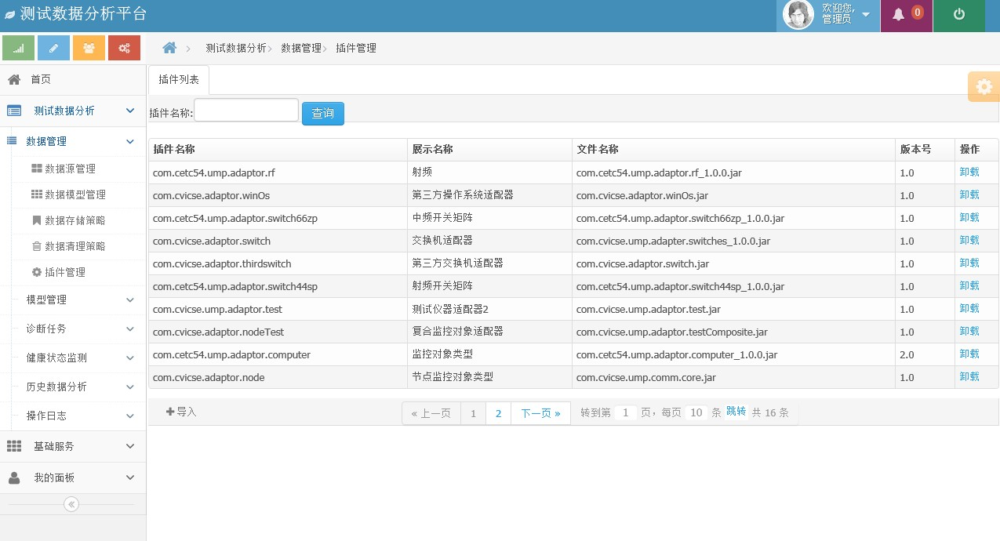 测试数据分析平台
欢迎您,
管理员
0
测试数据分析
数据管理
插件管理
首页
测试数据分析
数据管理
数据源管理
数据模型管理
数据存储策略
数据清理策略
插件管理
模型管理
诊断任务
健康状态监测
历史数据分析
操作日志
基础服务
我的面板
插件列表
插件名称: 查询
插件名称 展示名称 文件名称 版本号 操作
com.cetc54.ump.adaptor.rf 射频 com.cetc54.ump.adaptor.rf_1.0.0.jar 1.0 卸载
com.cvicse.adaptor.winOs 第三方操作系统适配器 com.cvicse.adaptor.winOs.jar 1.0 卸载
com.cetc54.ump.adaptor.switch66zp 中频开关矩阵 com.cetc54.ump.adaptor.switch66zp_1.0.0.jar 1.0 卸载
com.cvicse.adaptor.switch 交换机适配器 com.cvicse.ump.adapter.switches_1.0.0.jar 1.0 卸载
com.cvicse.adaptor.thirdswitch 第三方交换机适配器 com.cvicse.adaptor.switch.jar 1.0 卸载
com.cetc54.ump.adaptor.switch44sp 射频开关矩阵 com.cetc54.ump.adaptor.switch44sp_1.0.0.jar 1.0 卸载
com.cvicse.ump.adaptor.test 测试仪器适配器2 com.cvicse.ump.adaptor.test.jar 1.0 卸载
com.cvicse.adaptor.nodeTest 复合监控对象适配器 com.cvicse.ump.adaptor.testComposite.jar 1.0 卸载
com.cetc54.ump.adaptor.computer 监控对象类型 com.cetc54.ump.adaptor.computer_1.0.0.jar 2.0 卸载
com.cvicse.adaptor.node 节点监控对象类型 com.cvicse.ump.comm.core.jar 1.0 卸载
导入 « 上一页 1 2 下一页 » 转到第 1 页，每页 10 条 跳转 共 16 条